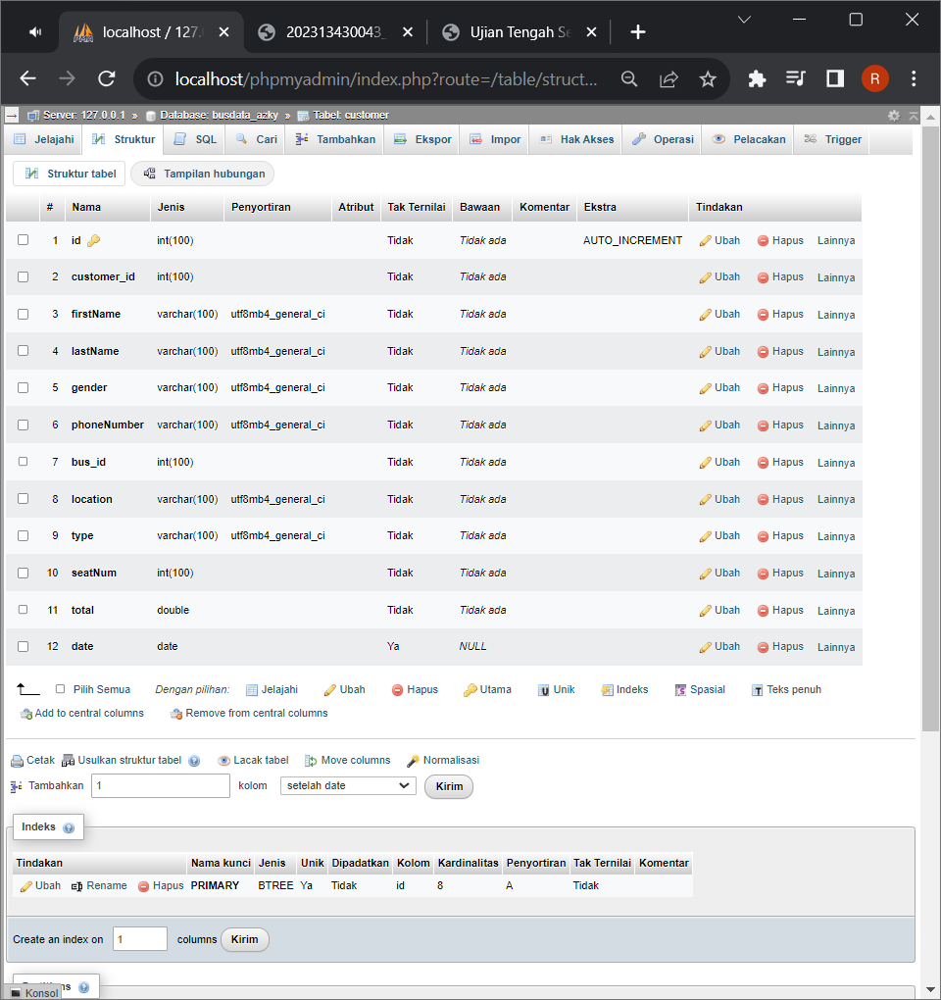 localhost / 127.
202313430043_
Ujian Tengah Se
localhost/phpmyadmin/index.php?route=/table/struct...
R
Server: 127.0.0.1 » Database: busdata_azky » Tabel: customer
Jelajahi Struktur SQL Cari Tambahkan Ekspor Impor Hak Akses Operasi Pelacakan Trigger
Struktur tabel Tampilan hubungan
# Nama Jenis Penyortiran Atribut Tak Ternilai Bawaan Komentar Ekstra Tindakan
1 id int(100) Tidak Tidak ada AUTO_INCREMENT Ubah Hapus Lainnya
2 customer_id int(100) Tidak Tidak ada Ubah Hapus Lainnya
3 firstName varchar(100) utf8mb4_general_ci Tidak Tidak ada Ubah Hapus Lainnya
4 lastName varchar(100) utf8mb4_general_ci Tidak Tidak ada Ubah Hapus Lainnya
5 gender varchar(100) utf8mb4_general_ci Tidak Tidak ada Ubah Hapus Lainnya
6 phoneNumber varchar(100) utf8mb4_general_ci Tidak Tidak ada Ubah Hapus Lainnya
7 bus_id int(100) Tidak Tidak ada Ubah Hapus Lainnya
8 location varchar(100) utf8mb4_general_ci Tidak Tidak ada Ubah Hapus Lainnya
9 type varchar(100) utf8mb4_general_ci Tidak Tidak ada Ubah Hapus Lainnya
10 seatNum int(100) Tidak Tidak ada Ubah Hapus Lainnya
11 total double Tidak Tidak ada Ubah Hapus Lainnya
12 date date Ya NULL Ubah Hapus Lainnya
Pilih Semua Dengan pilihan: Jelajahi Ubah Hapus Utama Unik Indeks Spasial Teks penuh
Add to central columns Remove from central columns
Cetak Usulkan struktur tabel Lacak tabel Move columns Normalisasi
Tambahkan 1 kolom setelah date Kirim
Indeks
Tindakan Nama kunci Jenis Unik Dipadatkan Kolom Kardinalitas Penyortiran Tak Ternilai Komentar
Ubah Rename Hapus PRIMARY BTREE Ya Tidak id 8 A Tidak
Create an index on 1 columns Kirim
Konsol